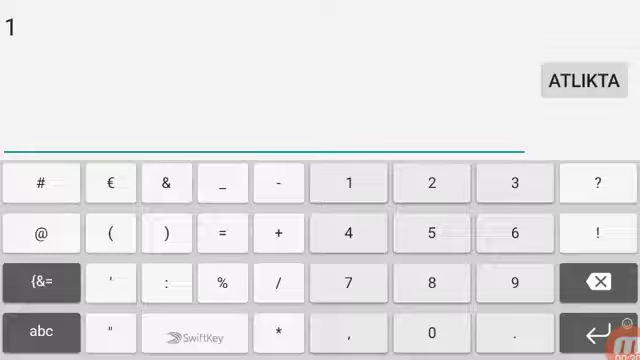 1
ATLIKTA
# € & _ - 1 2 3 ?
@ ( ) = + 4 5 6 !
{&= ' : % / 7 8 9
abc " SwiftKey * , 0 .